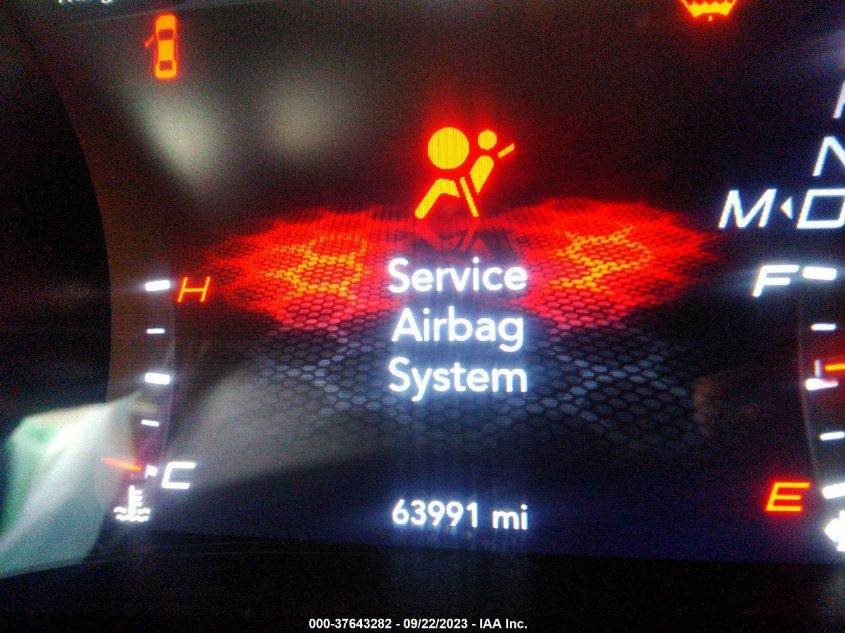 P
N
M◂D
H
F
Service
Airbag
System
C
E
63991 mi
000-37643282 - 09/22/2023 - IAA Inc.